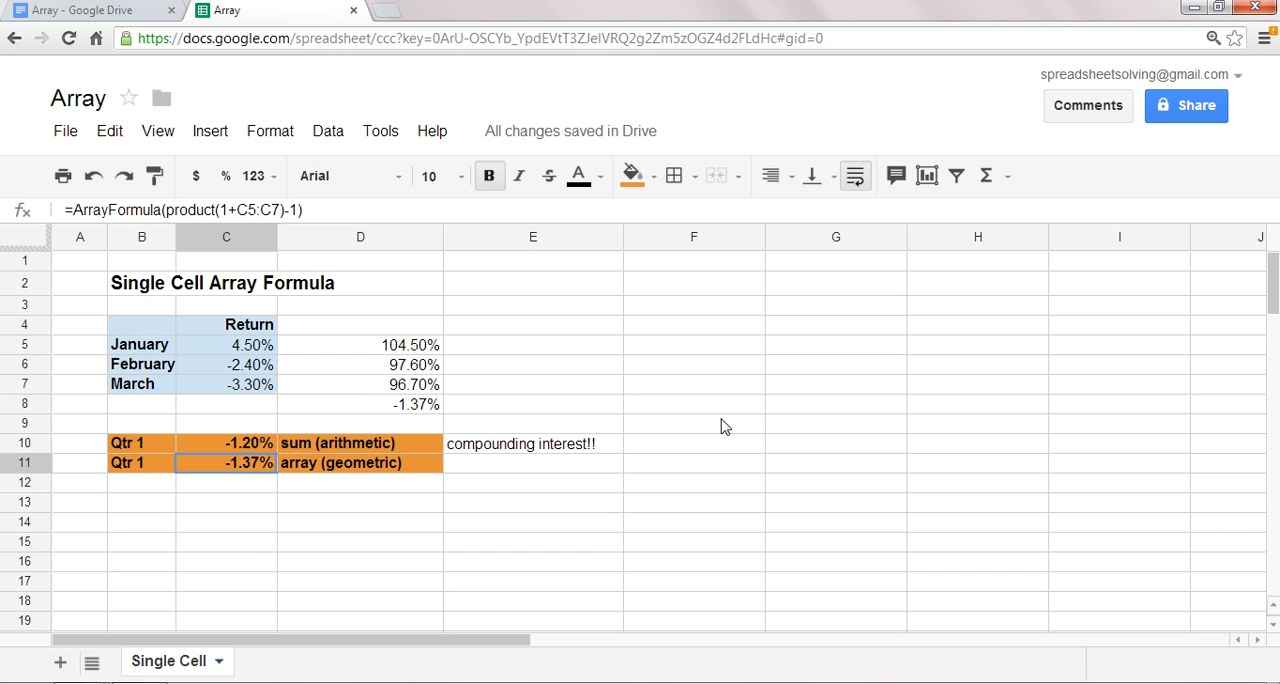 Array - Google Drive × Array ×
https://docs.google.com/spreadsheet/ccc?key=0ArU-OSCYb_YpdEVtT3ZJelVRQ2g2Zm5zOGZ4d2FLdHc#gid=0
spreadsheetsolving@gmail.com
Array Comments Share
File Edit View Insert Format Data Tools Help All changes saved in Drive
$ % 123 Arial 10 B I S A Σ
fx =ArrayFormula(product(1+C5:C7)-1)
A B C D E F G H I J
1
2 Single Cell Array Formula
3
4 Return
5 January 4.50% 104.50%
6 February -2.40% 97.60%
7 March -3.30% 96.70%
8 -1.37%
9
10 Qtr 1 -1.20% sum (arithmetic) compounding interest!!
11 Qtr 1 -1.37% array (geometric)
12
13
14
15
16
17
18
19
+ Single Cell